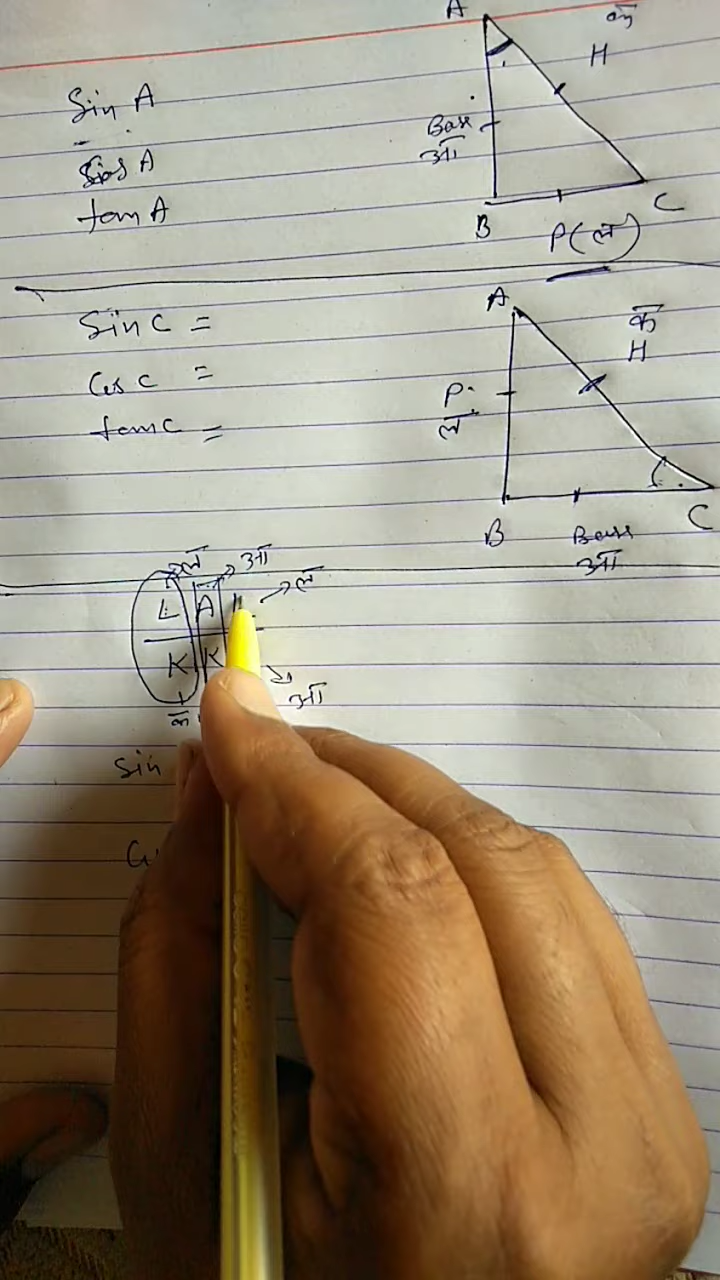 A
क
H
Sin A
Base
आ
Cos A
tan A
B
C
P(ल)
Sin C =
A
क
H
Cos C =
P
ल
tan C =
B
C
Base
आ
ल
आ
L A L
ल
K K
आ
क
Sin